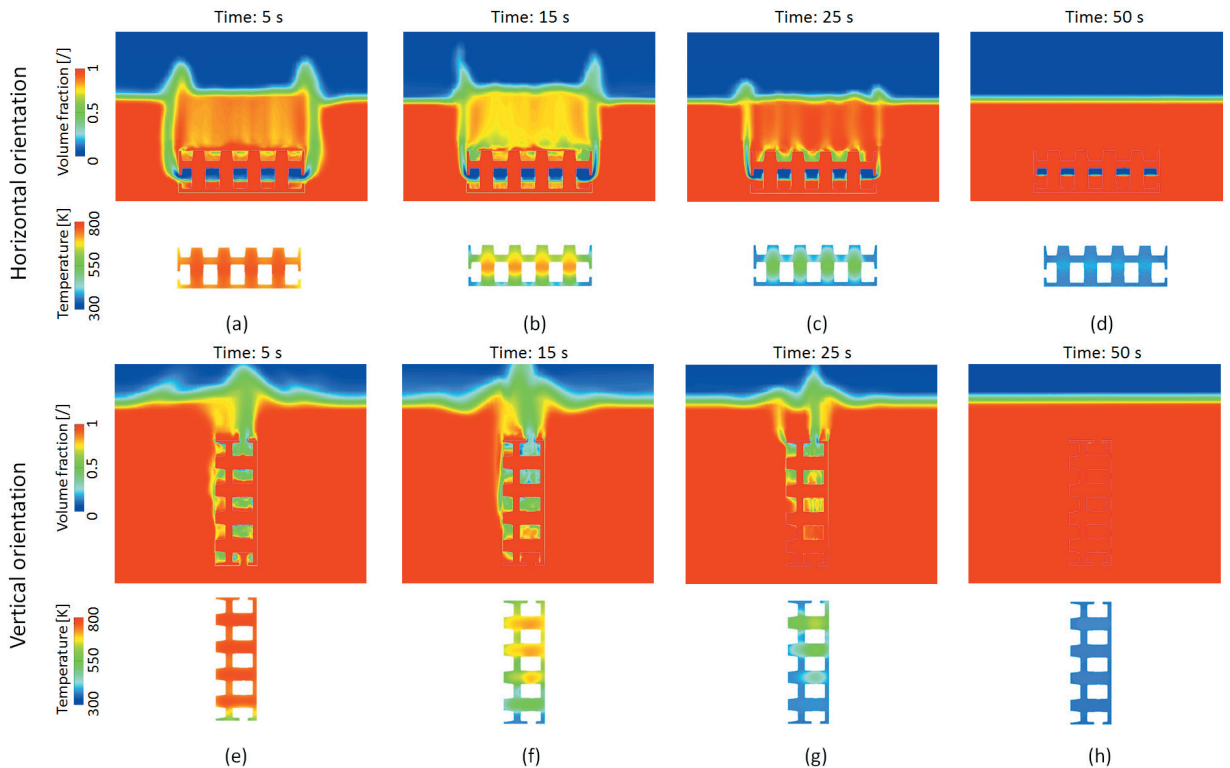 Time: 5 s
Time: 15 s
Time: 25 s
Time: 50 s
Horizontal orientation
Volume fraction [/]
0 0.5 1
Temperature [K]
300 550 800
(a)
(b)
(c)
(d)
Time: 5 s
Time: 15 s
Time: 25 s
Time: 50 s
Vertical orientation
Volume fraction [/]
0 0.5 1
Temperature [K]
300 550 800
(e)
(f)
(g)
(h)